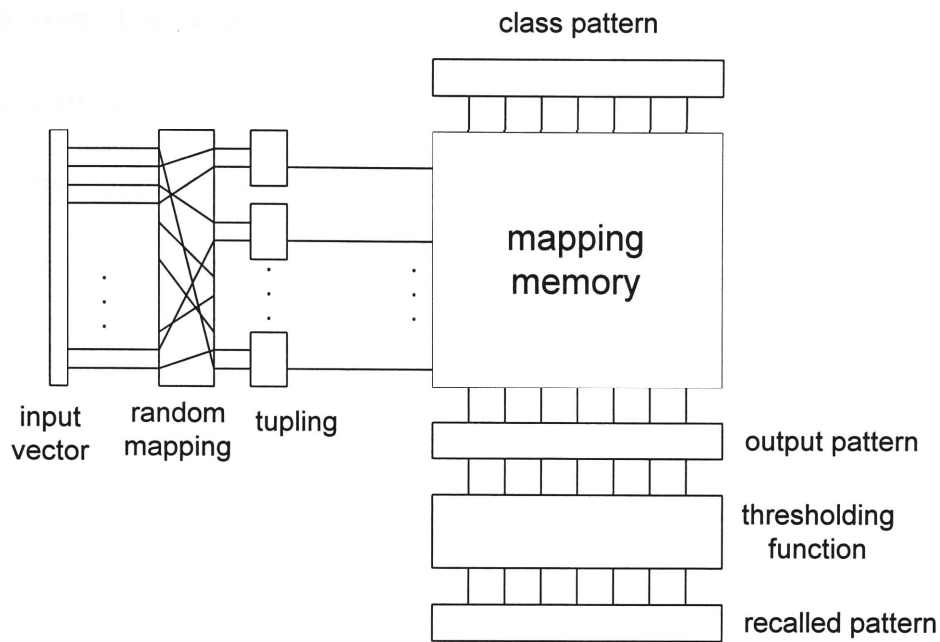 class pattern
mapping
memory
input
vector
random
mapping
tupling
output pattern
thresholding
function
recalled pattern